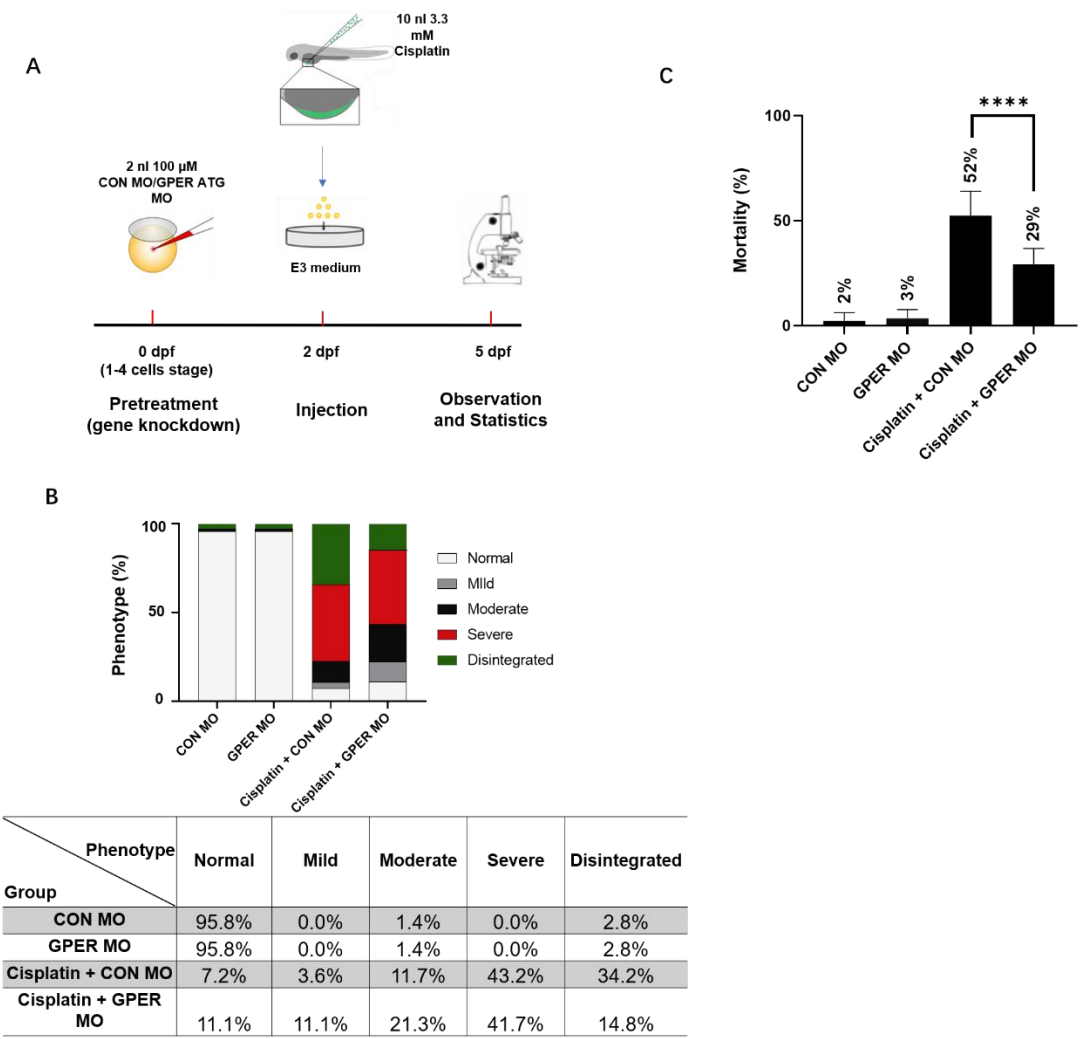 A
10 nl 3.3
mM
Cisplatin
2 nl 100 µM
CON MO/GPER ATG
MO
E3 medium
0 dpf
(1-4 cells stage)
2 dpf
5 dpf
Pretreatment
(gene knockdown)
Injection
Observation
and Statistics
C
Mortality (%)
100
50
0
2%
3%
52%
29%
****
CON MO
GPER MO
Cisplatin + CON MO
Cisplatin + GPER MO
B
Phenotype (%)
100
50
0
CON MO
GPER MO
Cisplatin + CON MO
Cisplatin + GPER MO
Normal
MIld
Moderate
Severe
Disintegrated
Phenotype
Group
Normal Mild Moderate Severe Disintegrated
CON MO 95.8% 0.0% 1.4% 0.0% 2.8%
GPER MO 95.8% 0.0% 1.4% 0.0% 2.8%
Cisplatin + CON MO 7.2% 3.6% 11.7% 43.2% 34.2%
Cisplatin + GPER
MO 11.1% 11.1% 21.3% 41.7% 14.8%